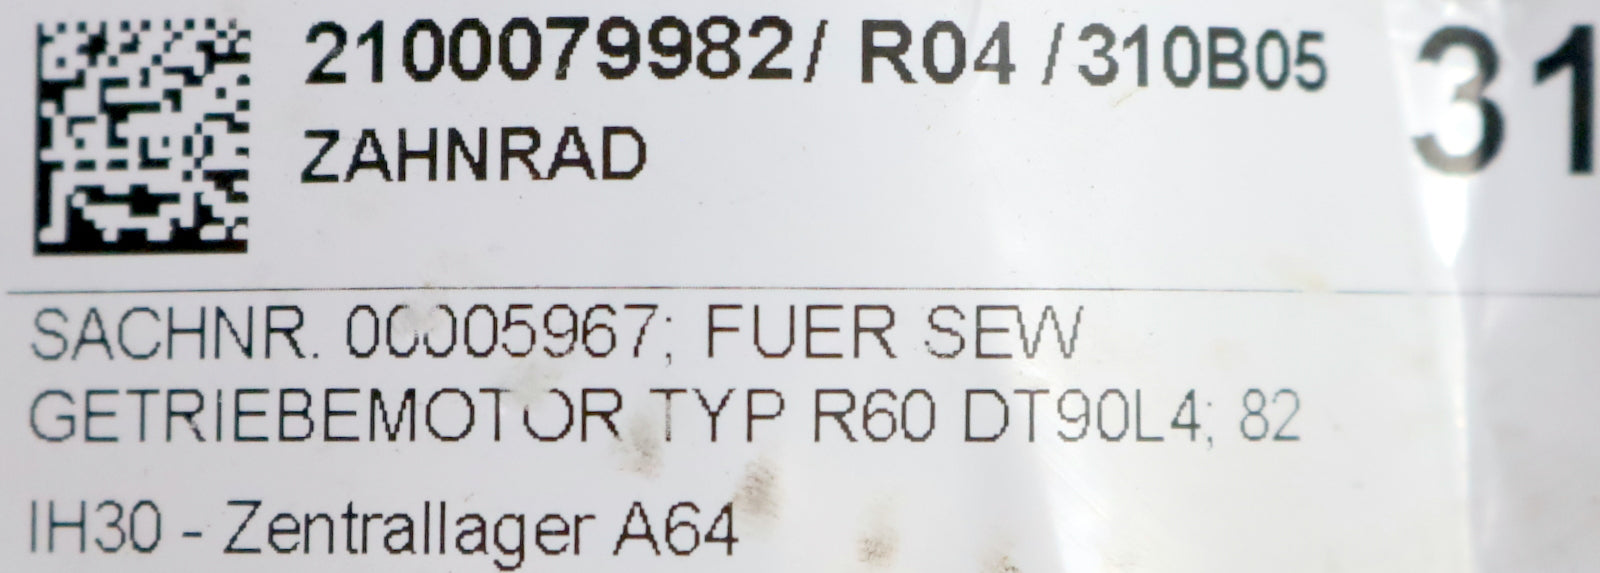 2100079982/ R04 /310B05 31
ZAHNRAD
SACHNR. 00005967; FUER SEW
GETRIEBEMOTOR TYP R60 DT90L4; 82
IH30 - Zentrallager A64